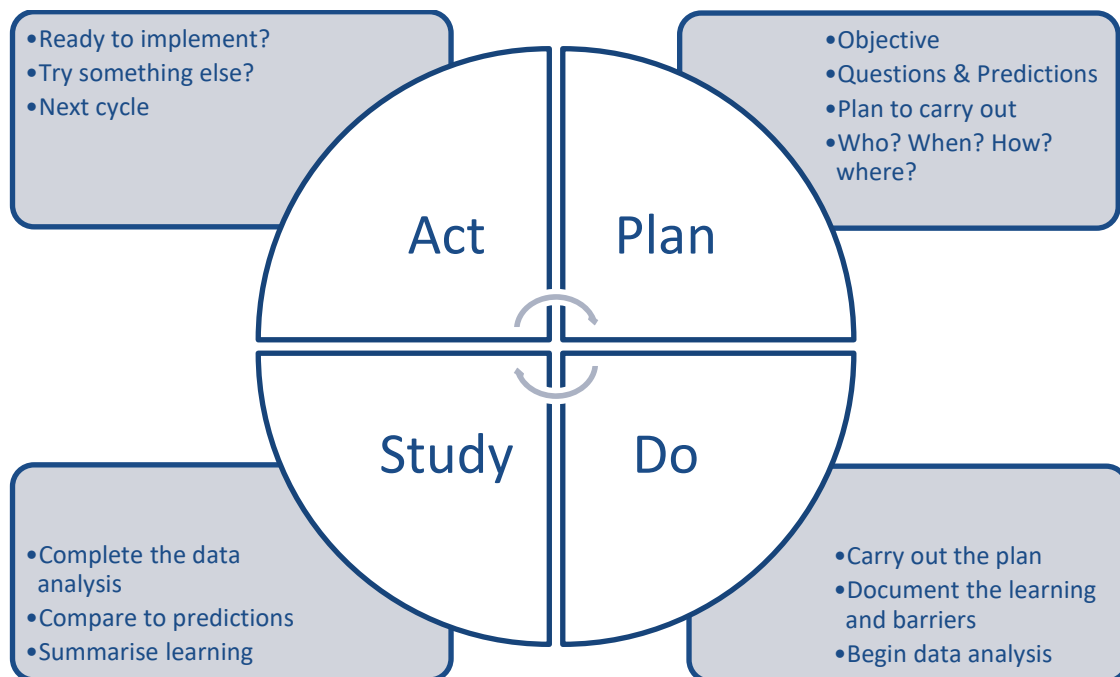 •Ready to implement?
•Try something else?
•Next cycle
•Objective
•Questions & Predictions
•Plan to carry out
•Who? When? How?
where?
Act
Plan
Study
Do
•Complete the data
analysis
•Compare to predictions
•Summarise learning
•Carry out the plan
•Document the learning
and barriers
•Begin data analysis